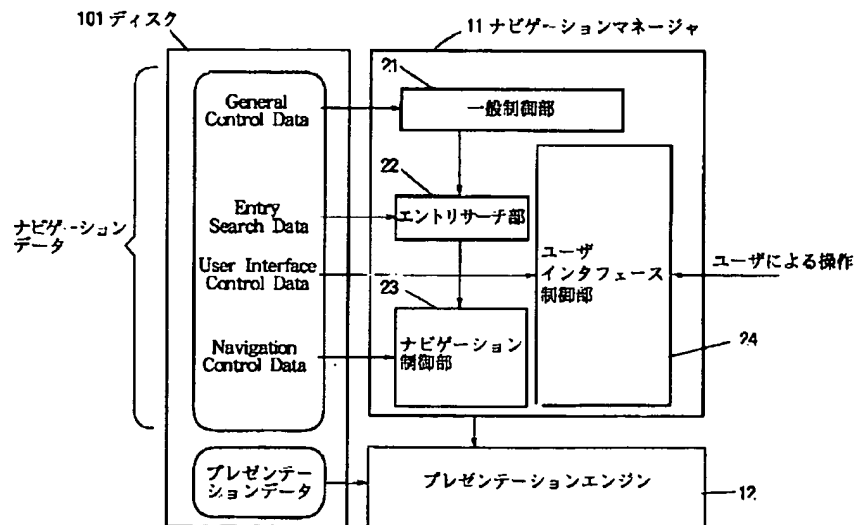 101 ディスク
11 ナビゲーションマネージャ
21
General
Control Data
一般制御部
22
Entry
Search Data
エントリサーチ部
ナビゲーション
データ
User Interface
Control Data
ユーザ
インタフェース
制御部
ユーザによる操作
23
Navigation
Control Data
ナビゲーション
制御部
24
プレゼンテー
ションデータ
プレゼンテーションエンジン
12